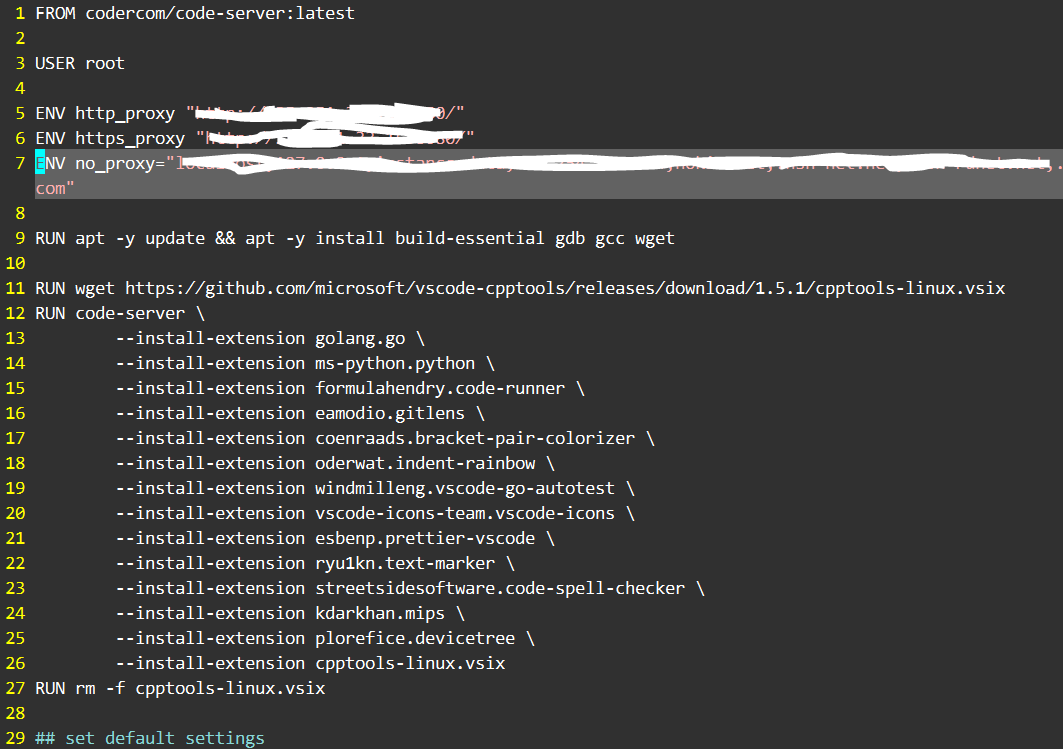 1 FROM codercom/code-server:latest
2
3 USER root
4
5 ENV http_proxy "http:/ 0/"
6 ENV https_proxy "http:/ /"
7 ENV no_proxy="
com"
8
9 RUN apt -y update && apt -y install build-essential gdb gcc wget
10
11 RUN wget https://github.com/microsoft/vscode-cpptools/releases/download/1.5.1/cpptools-linux.vsix
12 RUN code-server \
13 --install-extension golang.go \
14 --install-extension ms-python.python \
15 --install-extension formulahendry.code-runner \
16 --install-extension eamodio.gitlens \
17 --install-extension coenraads.bracket-pair-colorizer \
18 --install-extension oderwat.indent-rainbow \
19 --install-extension windmilleng.vscode-go-autotest \
20 --install-extension vscode-icons-team.vscode-icons \
21 --install-extension esbenp.prettier-vscode \
22 --install-extension ryu1kn.text-marker \
23 --install-extension streetsidesoftware.code-spell-checker \
24 --install-extension kdarkhan.mips \
25 --install-extension plorefice.devicetree \
26 --install-extension cpptools-linux.vsix
27 RUN rm -f cpptools-linux.vsix
28
29 ## set default settings